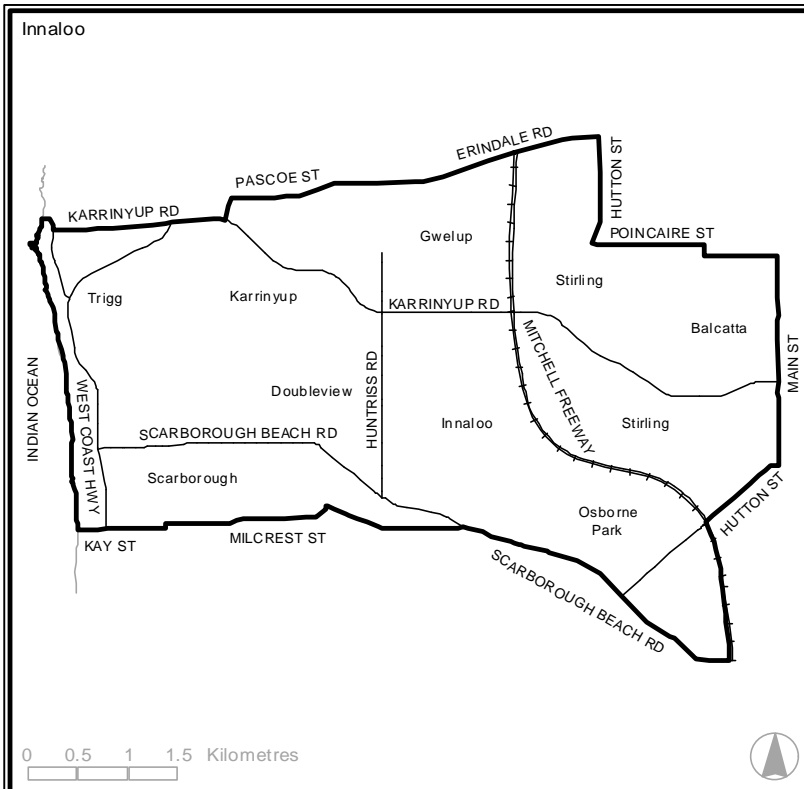 Innaloo
ERINDALE RD
HUTTON ST
PASCOE ST
KARRINYUP RD
POINCAIRE ST
Gwelup
Stirling
Trigg
Karrinyup
KARRINYUP RD
Balcatta
MAIN ST
INDIAN OCEAN
WEST COAST HWY
Doubleview
HUNTRISS RD
MITCHELL FREEWAY
Innaloo
Stirling
SCARBOROUGH BEACH RD
Scarborough
Osborne
Park
HUTTON ST
KAY ST
MILCREST ST
SCARBOROUGH BEACH RD
0 0.5 1 1.5 Kilometres